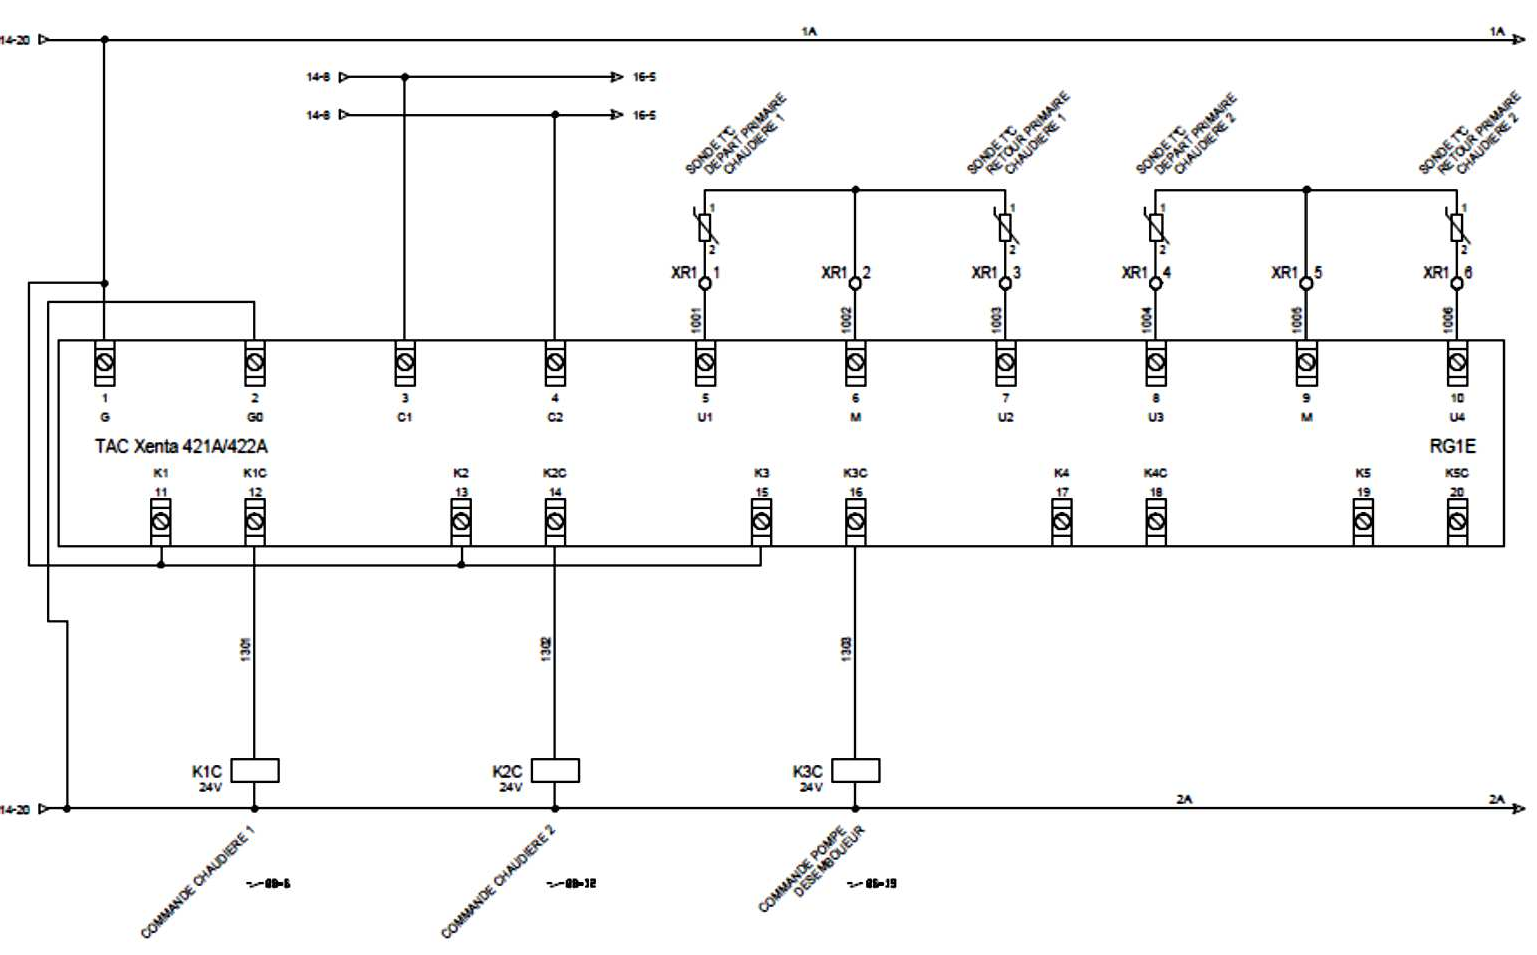 14-20
1A
1A
14-8
16-5
14-8
16-5
SONDE T°C
DEPART PRIMAIRE
CHAUDIERE 1
SONDE T°C
RETOUR PRIMAIRE
CHAUDIERE 1
SONDE T°C
DEPART PRIMAIRE
CHAUDIERE 2
SONDE T°C
RETOUR PRIMAIRE
CHAUDIERE 2
1 1 1 1
2 2 2 2
XR1 1 XR1 2 XR1 3 XR1 4 XR1 5 XR1 6
1001 1002 1003 1004 1005 1006
1 2 3 4 5 6 7 8 9 10
G G0 C1 C2 U1 M U2 U3 M U4
TAC Xenta 421A/422A RG1E
K1 K1C K2 K2C K3 K3C K4 K4C K5 K5C
11 12 13 14 15 16 17 18 19 20
1301 1302 1303
K1C K2C K3C
24V 24V 24V
14-20
2A
2A
COMMANDE CHAUDIERE 1
COMMANDE CHAUDIERE 2
COMMANDE POMPE
DESEMBOUEUR